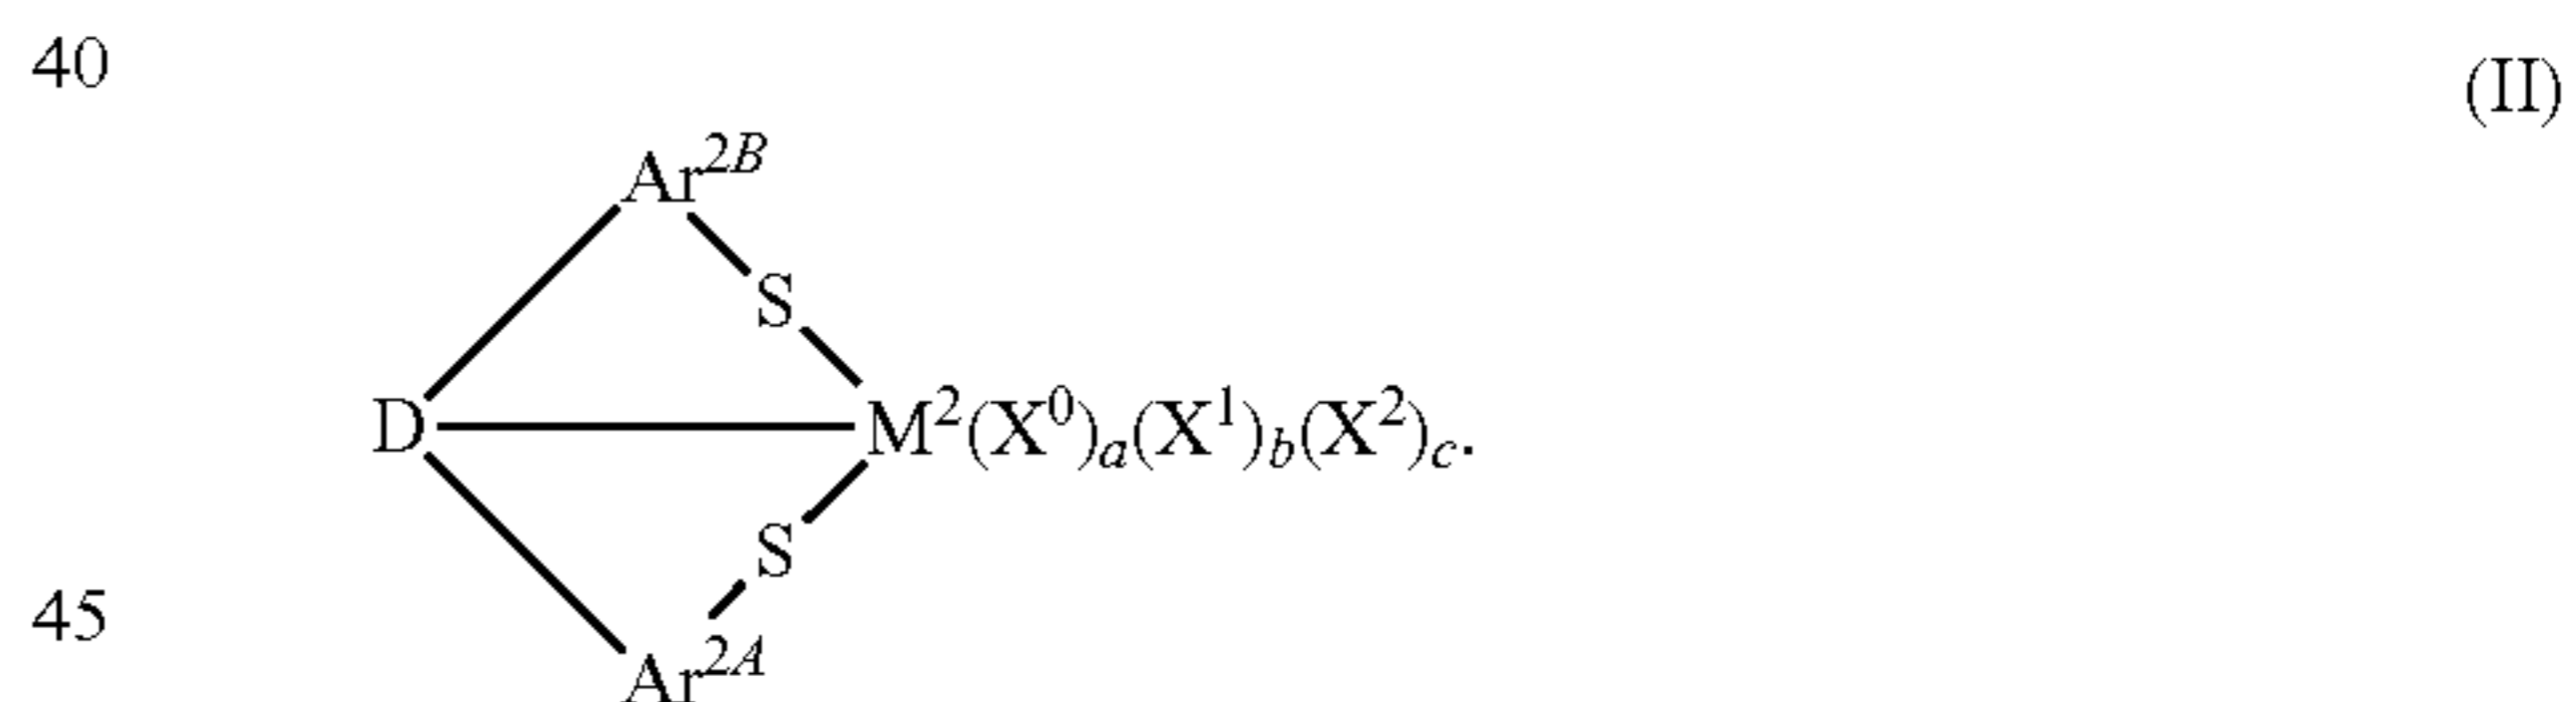 40
(II)
Ar2B
S
D
M2(X0)a(X1)b(X2)c.
S
45
Ar2A